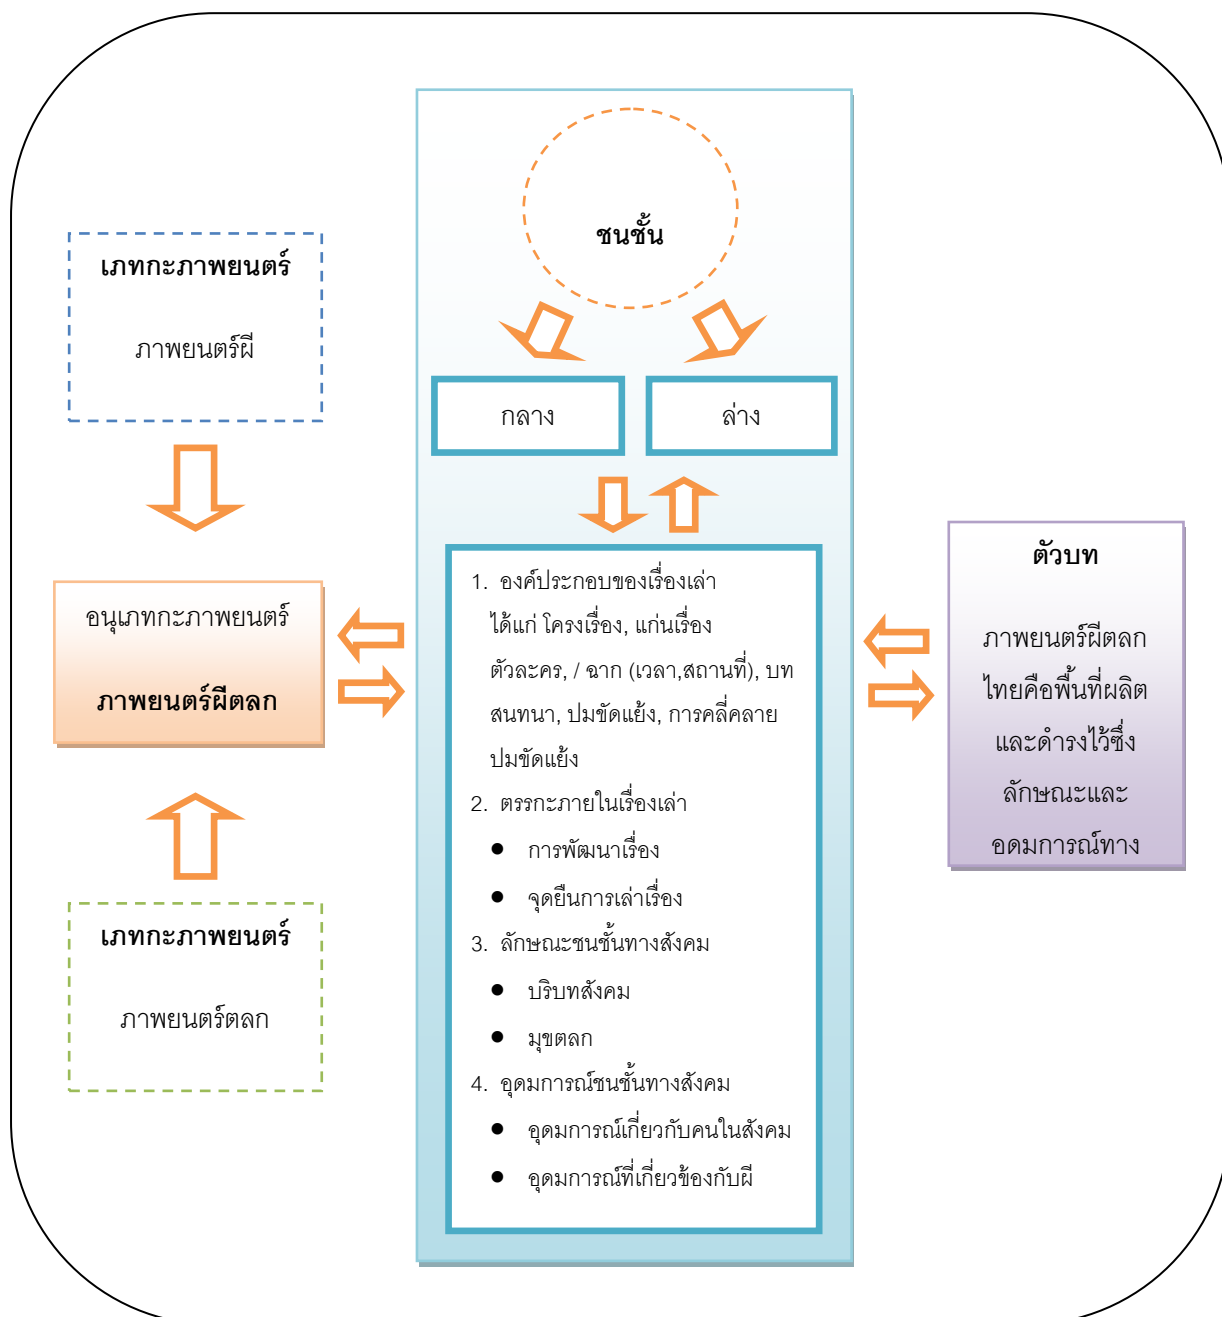 ชนชั้น
กลาง
ล่าง
เภทกะภาพยนตร์
ภาพยนตร์ผี
อนุเภทกะภาพยนตร์
ภาพยนตร์ผีตลก
เภทกะภาพยนตร์
ภาพยนตร์ตลก
1. องค์ประกอบของเรื่องเล่า
ได้แก่ โครงเรื่อง, แก่นเรื่อง
ตัวละคร, / ฉาก (เวลา,สถานที่), บท
สนทนา, ปมขัดแย้ง, การคลี่คลาย
ปมขัดแย้ง
2. ตรรกะภายในเรื่องเล่า
● การพัฒนาเรื่อง
● จุดยืนการเล่าเรื่อง
3. ลักษณะชนชั้นทางสังคม
● บริบทสังคม
● มุขตลก
4. อุดมการณ์ชนชั้นทางสังคม
● อุดมการณ์เกี่ยวกับคนในสังคม
● อุดมการณ์ที่เกี่ยวข้องกับผี
ตัวบท
ภาพยนตร์ผีตลก
ไทยคือพื้นที่ผลิต
และดำรงไว้ซึ่ง
ลักษณะและ
อดมการณ์ทาง